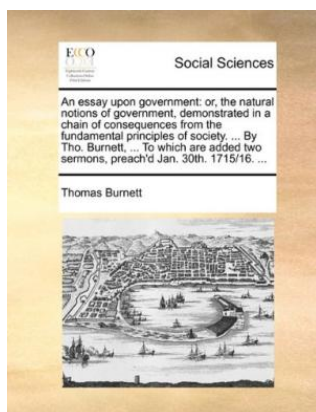 ECCO
Social Sciences
An essay upon government: or, the natural
notions of government, demonstrated in a
chain of consequences from the
fundamental principles of society. ... By
Tho. Burnett, ... To which are added two
sermons, preach'd Jan. 30th. 1715/16. ...
Thomas Burnett